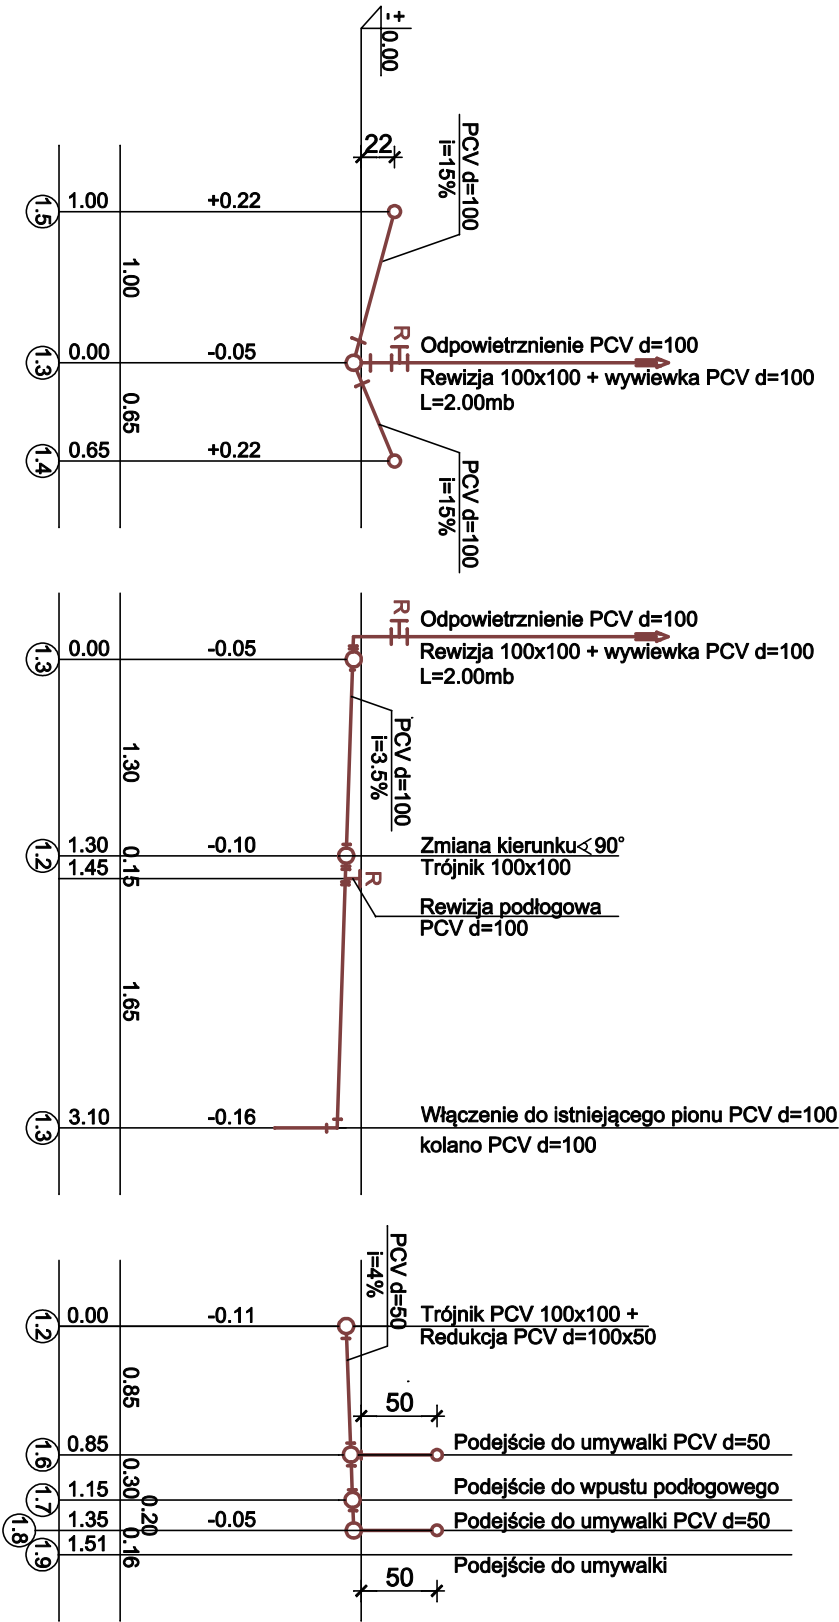 ± 0.00
22
PCV d=100
i=15%
1.5
1.00
+0.22
1.00
R
Odpowietrznienie PCV d=100
1.3
0.00
-0.05
Rewizja 100x100 + wywiewka PCV d=100
L=2.00mb
0.65
1.4
0.65
+0.22
PCV d=100
i=15%
R
Odpowietrznienie PCV d=100
1.3
0.00
-0.05
Rewizja 100x100 + wywiewka PCV d=100
L=2.00mb
PCV d=100
i=3.5%
1.30
1.2
1.30
-0.10
Zmiana kierunku∢90°
Trójnik 100x100
0.15
1.45
R
Rewizja podłogowa
PCV d=100
1.65
1.3
3.10
-0.16
Włączenie do istniejącego pionu PCV d=100
kolano PCV d=100
PCV d=50
i=4%
1.2
0.00
-0.11
Trójnik PCV 100x100 +
Redukcja PCV d=100x50
0.85
50
1.6
0.85
Podejście do umywalki PCV d=50
0.30
1.7
1.15
Podejście do wpustu podłogowego
0.20
1.8
1.35
-0.05
Podejście do umywalki PCV d=50
0.16
1.9
1.51
Podejście do umywalki
50